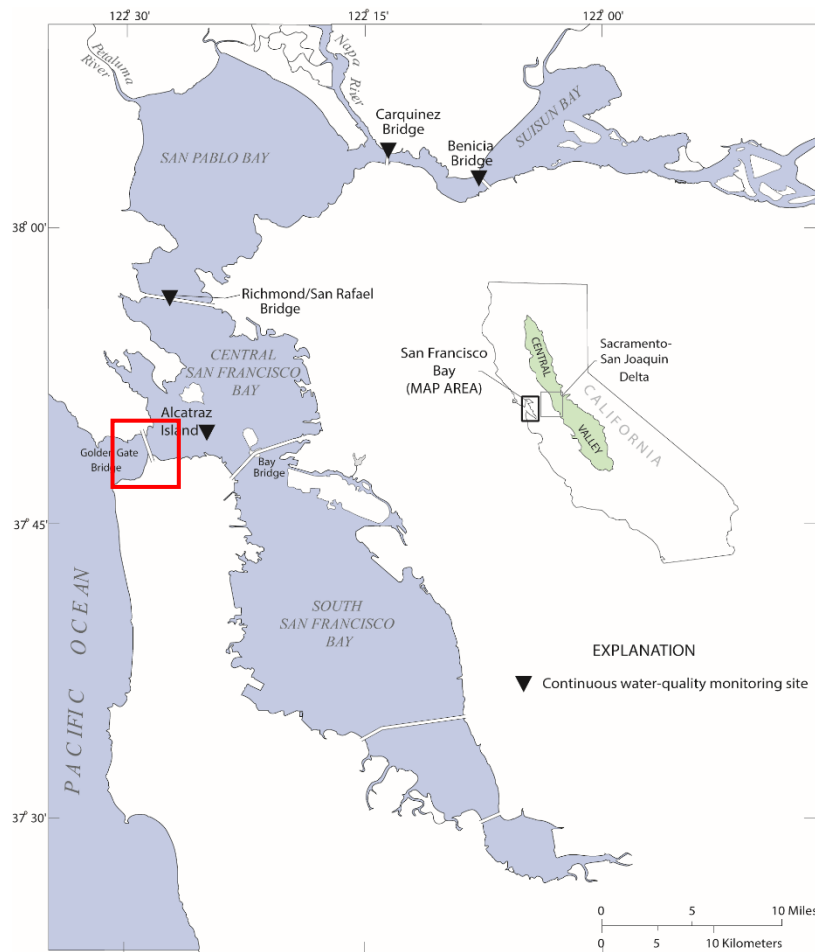 122° 30'
122° 15'
122° 00'
Petaluma
River
Napa
River
Carquinez
Bridge
Benicia
Bridge
SUISUN BAY
SAN PABLO BAY
38° 00'
Richmond/San Rafael
Bridge
CENTRAL
SAN FRANCISCO
BAY
San Francisco
Bay
(MAP AREA)
Sacramento-
San Joaquin
Delta
CENTRAL
VALLEY
CALIFORNIA
Alcatraz
Island
Golden Gate
Bridge
Bay
Bridge
37° 45'
PACIFIC OCEAN
SOUTH
SAN FRANCISCO
BAY
EXPLANATION
Continuous water-quality monitoring site
37° 30'
0 5 10 Miles
0 5 10 Kilometers